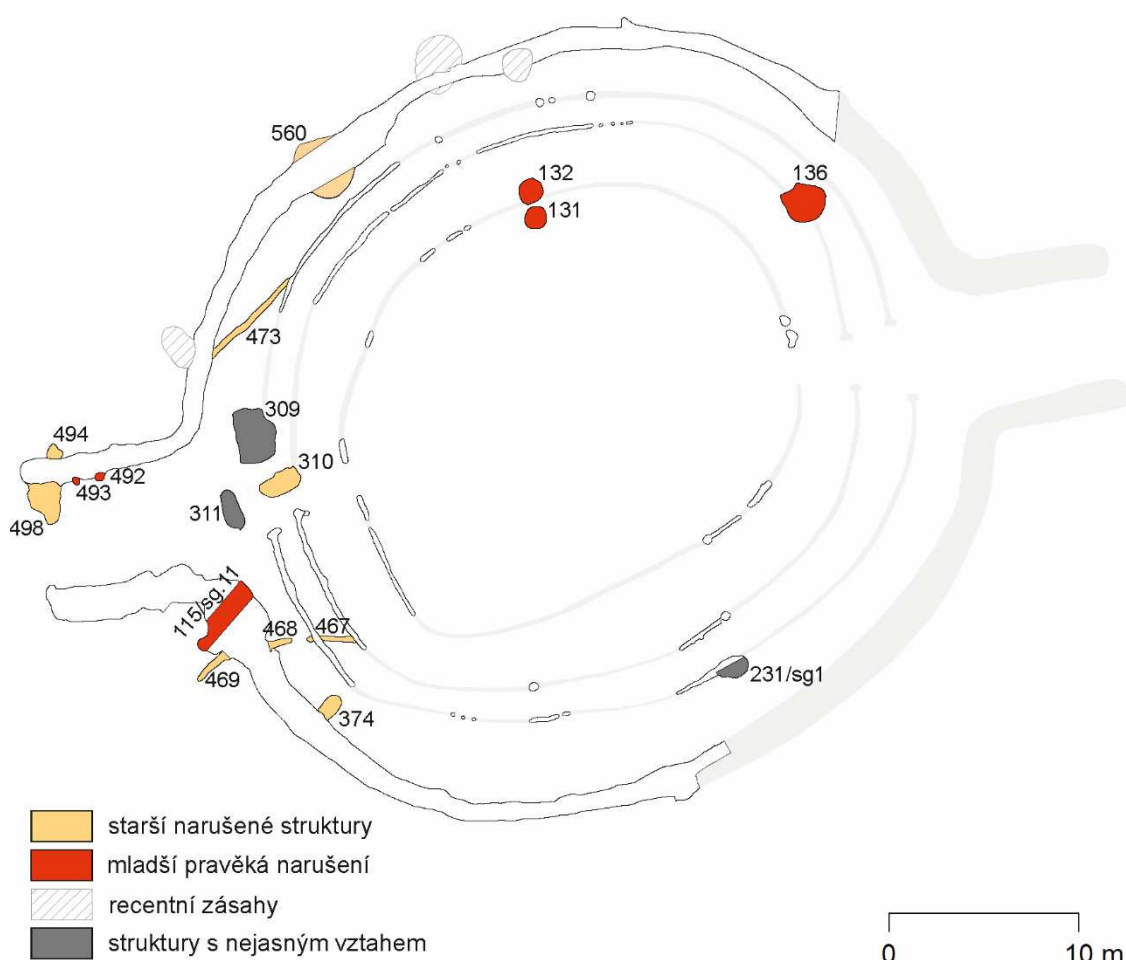 560
132
131
136
473
309
494
310
492
493
311
498
115/sg.11
468
467
469
231/sg1
374
starší narušené struktury
mladší pravěká narušení
recentní zásahy
struktury s nejasným vztahem
0 10 m